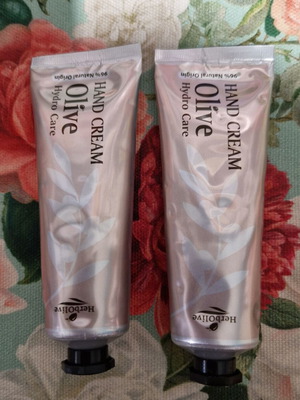 96% Natural Origin
HAND CREAM
Olive
Hydro Care
HerbOlive
96% Natural Origin
HAND CREAM
Olive
Hydro Care
HerbOlive